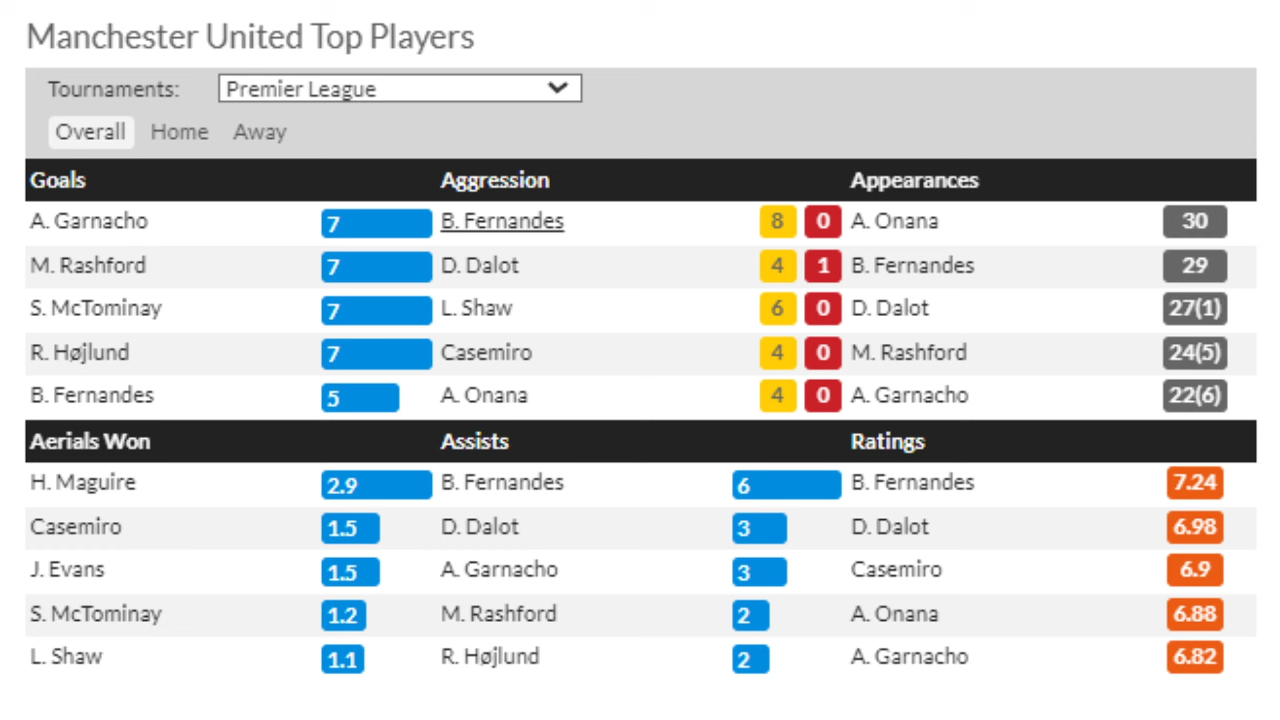 Manchester United Top Players
Tournaments: Premier League
Overall Home Away
Goals Aggression Appearances
A. Garnacho 7 B. Fernandes 8 0 A. Onana 30
M. Rashford 7 D. Dalot 4 1 B. Fernandes 29
S. McTominay 7 L. Shaw 6 0 D. Dalot 27(1)
R. Højlund 7 Casemiro 4 0 M. Rashford 24(5)
B. Fernandes 5 A. Onana 4 0 A. Garnacho 22(6)
Aerials Won Assists Ratings
H. Maguire 2.9 B. Fernandes 6 B. Fernandes 7.24
Casemiro 1.5 D. Dalot 3 D. Dalot 6.98
J. Evans 1.5 A. Garnacho 3 Casemiro 6.9
S. McTominay 1.2 M. Rashford 2 A. Onana 6.88
L. Shaw 1.1 R. Højlund 2 A. Garnacho 6.82